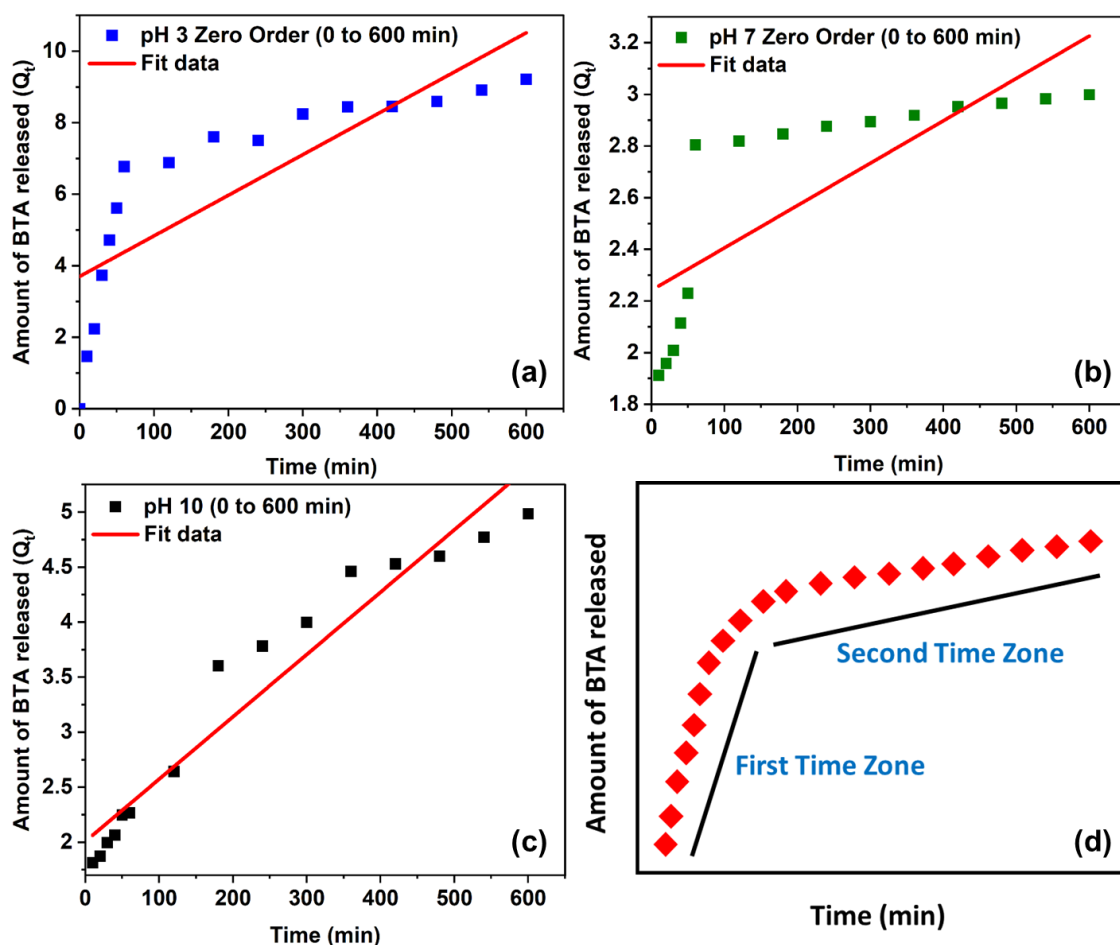 pH 3 Zero Order (0 to 600 min)
Fit data
Amount of BTA released (Qt)
10
8
6
4
2
0
0 100 200 300 400 500 600
Time (min)
(a)
pH 7 Zero Order (0 to 600 min)
Fit data
Amount of BTA released (Qt)
3.2
3
2.8
2.6
2.4
2.2
2
1.8
0 100 200 300 400 500 600
Time (min)
(b)
pH 10 (0 to 600 min)
Fit data
Amount of BTA released (Qt)
5
4.5
4
3.5
3
2.5
2
0 100 200 300 400 500 600
Time (min)
(c)
Amount of BTA released
Second Time Zone
First Time Zone
(d)
Time (min)